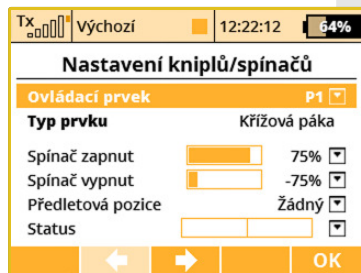 Tx Výchozí 12:22:12 64%
Nastavení kniplů/spínačů
Ovládací prvek P1
Typ prvku Křížová páka
Spínač zapnut 75%
Spínač vypnut -75%
Předletová pozice Žádný
Status
OK